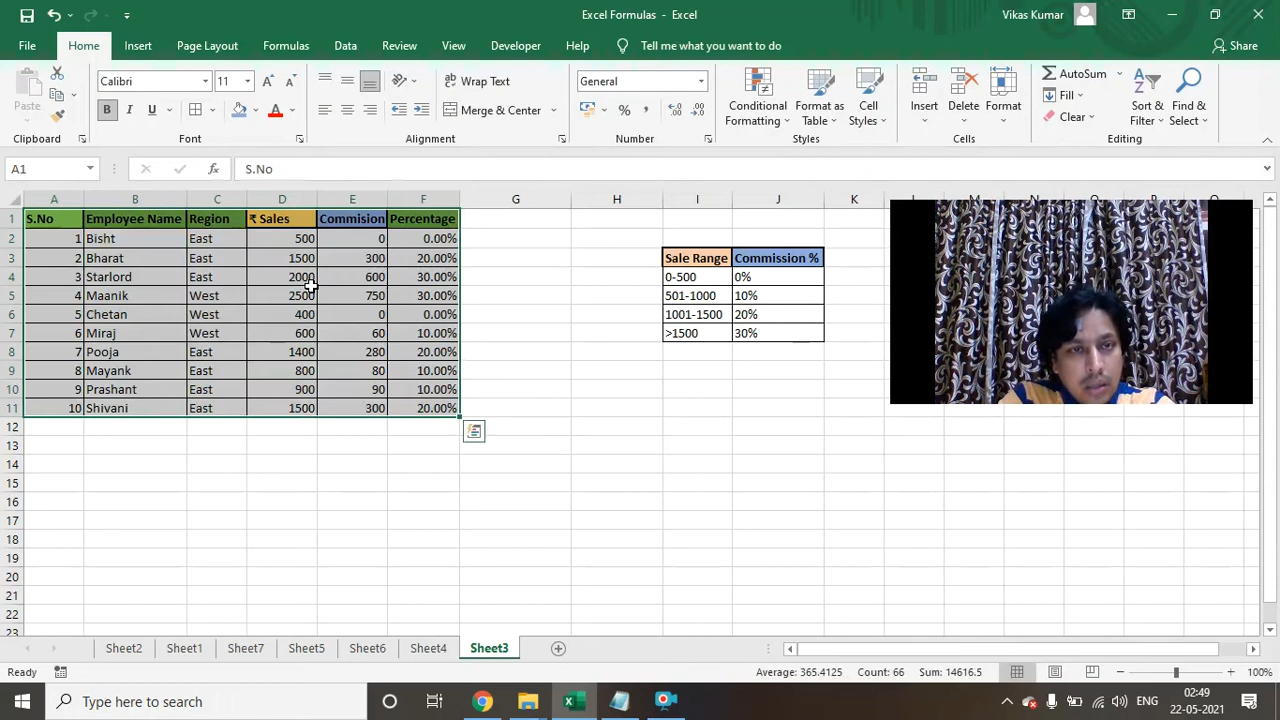 Excel Formulas - Excel
Vikas Kumar
File Home Insert Page Layout Formulas Data Review View Developer Help Tell me what you want to do Share
Paste
Calibri 11
B I U A
Wrap Text
Merge & Center
General
% ,
Conditional Formatting
Format as Table
Cell Styles
Insert Delete Format
AutoSum
Fill
Clear
Sort & Filter
Find & Select
Clipboard Font Alignment Number Styles Cells Editing
A1 fx S.No
A B C D E F G H I J K
1 S.No Employee Name Region ₹ Sales Commision Percentage
2 1 Bisht East 500 0 0.00%
3 2 Bharat East 1500 300 20.00% Sale Range Commission %
4 3 Starlord East 2000 600 30.00% 0-500 0%
5 4 Maanik West 2500 750 30.00% 501-1000 10%
6 5 Chetan West 400 0 0.00% 1001-1500 20%
7 6 Miraj West 600 60 10.00% >1500 30%
8 7 Pooja East 1400 280 20.00%
9 8 Mayank East 800 80 10.00%
10 9 Prashant East 900 90 10.00%
11 10 Shivani East 1500 300 20.00%
12
13
14
15
16
17
18
19
20
21
22
23
Sheet2 Sheet1 Sheet7 Sheet5 Sheet6 Sheet4 Sheet3
Ready Average: 365.4125 Count: 66 Sum: 14616.5 100%
Type here to search
ENG
02:49
22-05-2021